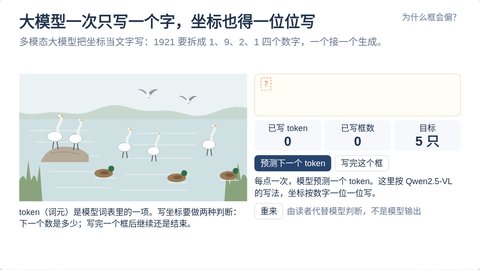 大模型一次只写一个字，坐标也得一位位写
为什么框会偏?
多模态大模型把坐标当文字写：1921 要拆成 1、9、2、1 四个数字，一个接一个生成。
?
已写 token
0
已写框数
0
目标
5 只
预测下一个 token
写完这个框
每点一次，模型预测一个 token。这里按 Qwen2.5-VL
的写法，坐标按数字一位一位写。
重来
由读者代替模型判断，不是模型输出
token（词元）是模型词表里的一项。写坐标要做两种判断：
下一个数是多少；写完一个框后继续还是结束。